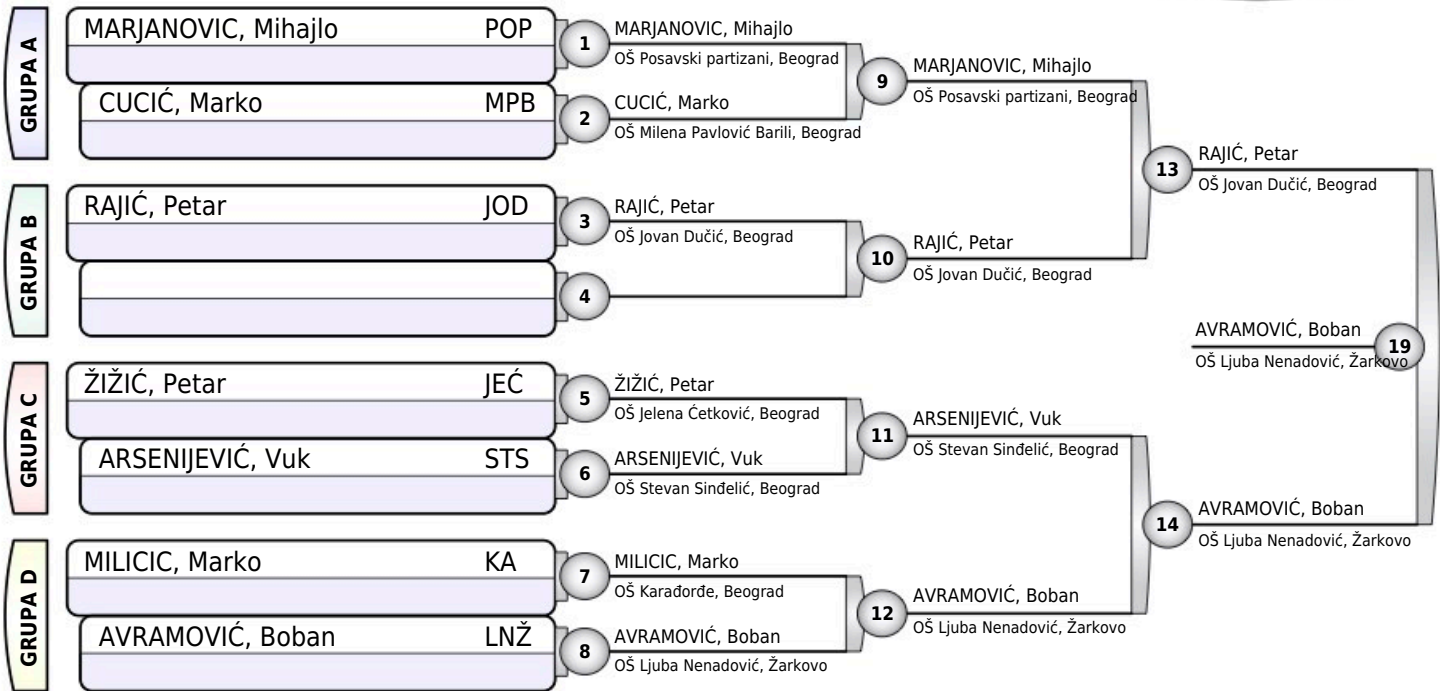 GRUPA A
MARJANOVIC, Mihajlo POP
CUCIĆ, Marko MPB
GRUPA B
RAJIĆ, Petar JOD
GRUPA C
ŽIŽIĆ, Petar JEĆ
ARSENIJEVIĆ, Vuk STS
GRUPA D
MILICIC, Marko KA
AVRAMOVIĆ, Boban LNŽ
1
MARJANOVIC, Mihajlo
OŠ Posavski partizani, Beograd
2
CUCIĆ, Marko
OŠ Milena Pavlović Barili, Beograd
3
RAJIĆ, Petar
OŠ Jovan Dučić, Beograd
4
5
ŽIŽIĆ, Petar
OŠ Jelena Ćetković, Beograd
6
ARSENIJEVIĆ, Vuk
OŠ Stevan Sinđelić, Beograd
7
MILICIC, Marko
OŠ Karađorđe, Beograd
8
AVRAMOVIĆ, Boban
OŠ Ljuba Nenadović, Žarkovo
9
MARJANOVIC, Mihajlo
OŠ Posavski partizani, Beograd
10
RAJIĆ, Petar
OŠ Jovan Dučić, Beograd
11
ARSENIJEVIĆ, Vuk
OŠ Stevan Sinđelić, Beograd
12
AVRAMOVIĆ, Boban
OŠ Ljuba Nenadović, Žarkovo
13
RAJIĆ, Petar
OŠ Jovan Dučić, Beograd
14
AVRAMOVIĆ, Boban
OŠ Ljuba Nenadović, Žarkovo
AVRAMOVIĆ, Boban
19
OŠ Ljuba Nenadović, Žarkovo